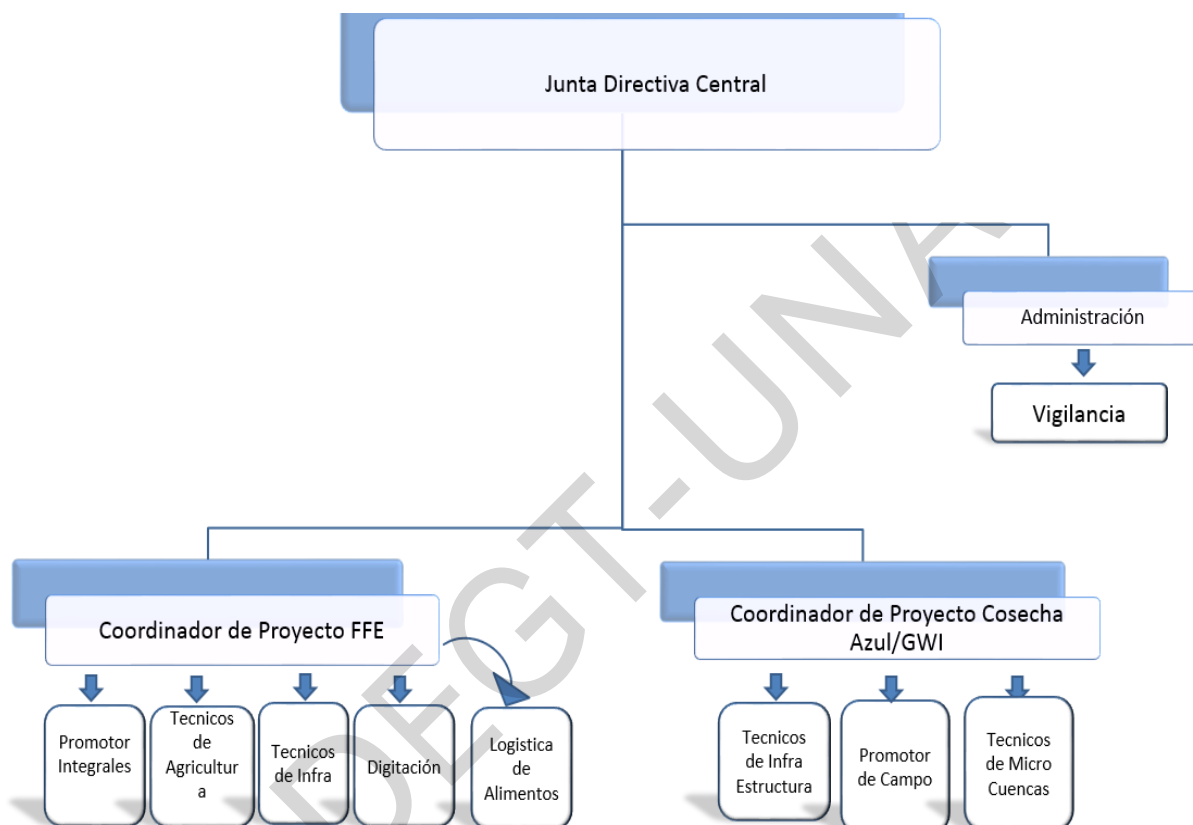 Junta Directiva Central
Administración
Vigilancia
Coordinador de Proyecto FFE
Coordinador de Proyecto Cosecha
Azul/GWI
Promotor
Integrales
Tecnicos
de
Agricultur
a
Tecnicos
de Infra
Digitación
Logistica
de
Alimentos
Tecnicos
de Infra
Estructura
Promotor
de Campo
Tecnicos
de Micro
Cuencas
DEGT-UNA